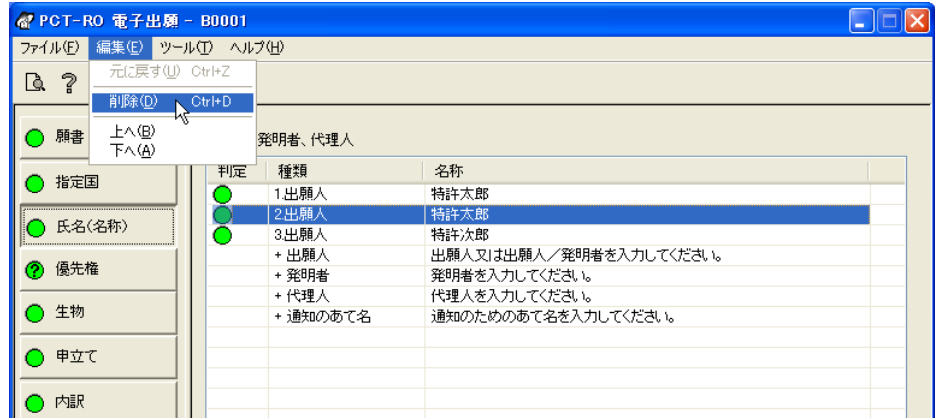 PCT-RO 電子出願 - B0001
ファイル(F) 編集(E) ツール(T) ヘルプ(H)
元に戻す(U) Ctrl+Z
削除(D) Ctrl+D
上へ(B)
下へ(A)
願書
指定国
氏名(名称)
優先権
生物
申立て
内訳
発明者、代理人
判定 種類 名称
1.出願人 特許太郎
2.出願人 特許太郎
3.出願人 特許次郎
+ 出願人 出願人又は出願人／発明者を入力してください。
+ 発明者 発明者を入力してください。
+ 代理人 代理人を入力してください。
+ 通知のあて名 通知のためのあて名を入力してください。